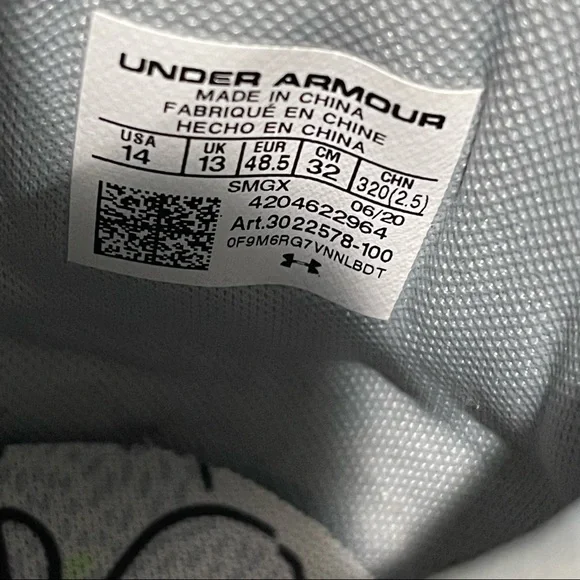 UNDER ARMOUR
MADE IN CHINA
FABRIQUÉ EN CHINE
HECHO EN CHINA
USA UK EUR CM CHN
14 13 48.5 32 320(2.5)
SMGX 06/20
4204622964
Art.3022578-100
0F9M6RG7VNNLBDT